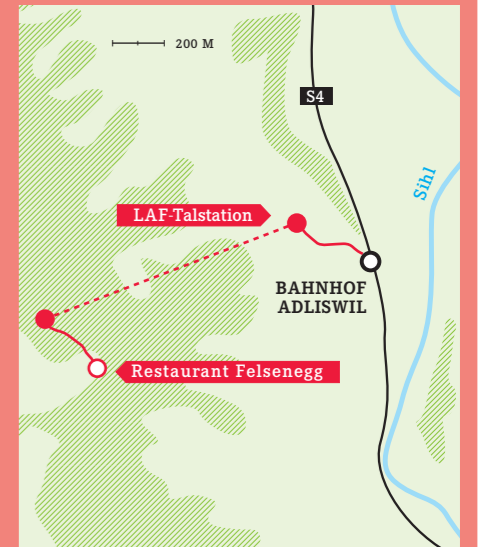 200 M
S4
Sihl
LAF-Talstation
BAHNHOF
ADLISWIL
Restaurant Felsenegg